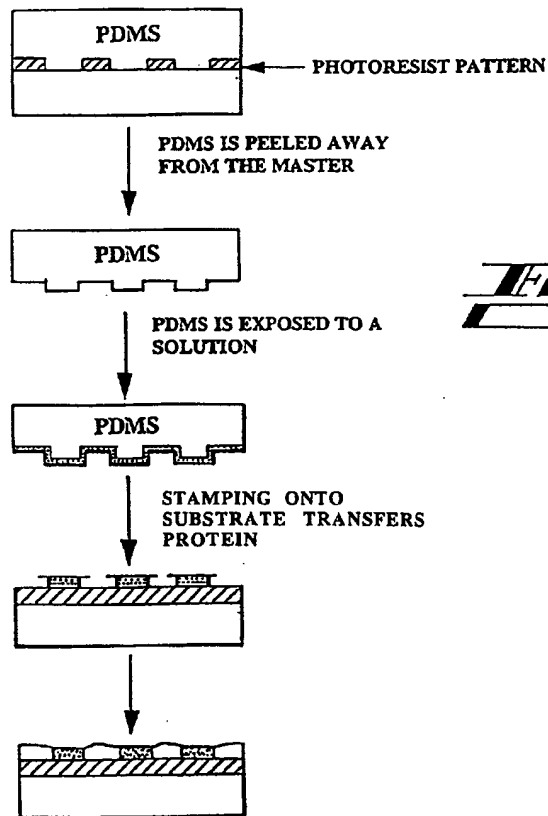 PDMS
PHOTORESIST PATTERN
PDMS IS PEELED AWAY
FROM THE MASTER
PDMS
PDMS IS EXPOSED TO A
SOLUTION
PDMS
STAMPING ONTO
SUBSTRATE TRANSFERS
PROTEIN